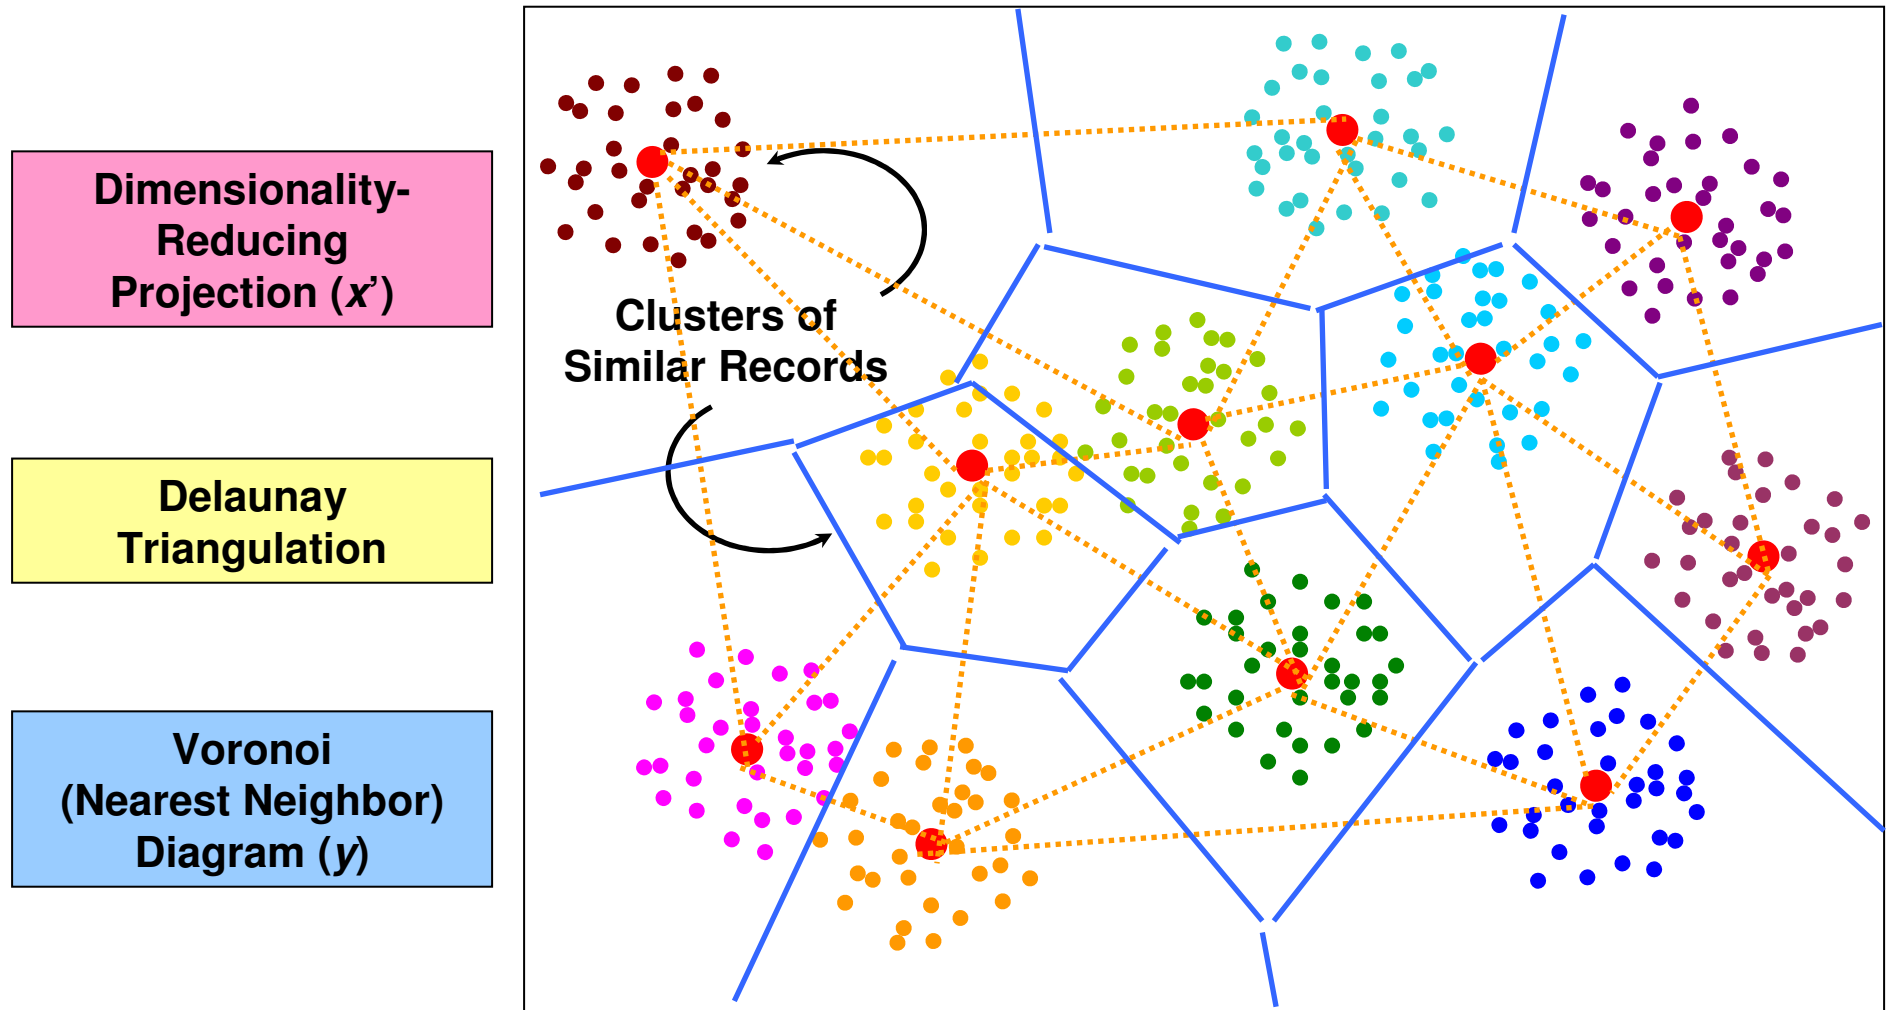 Dimensionality-
Reducing
Projection (x’)
Clusters of
Similar Records
Delaunay
Triangulation
Voronoi
(Nearest Neighbor)
Diagram (y)